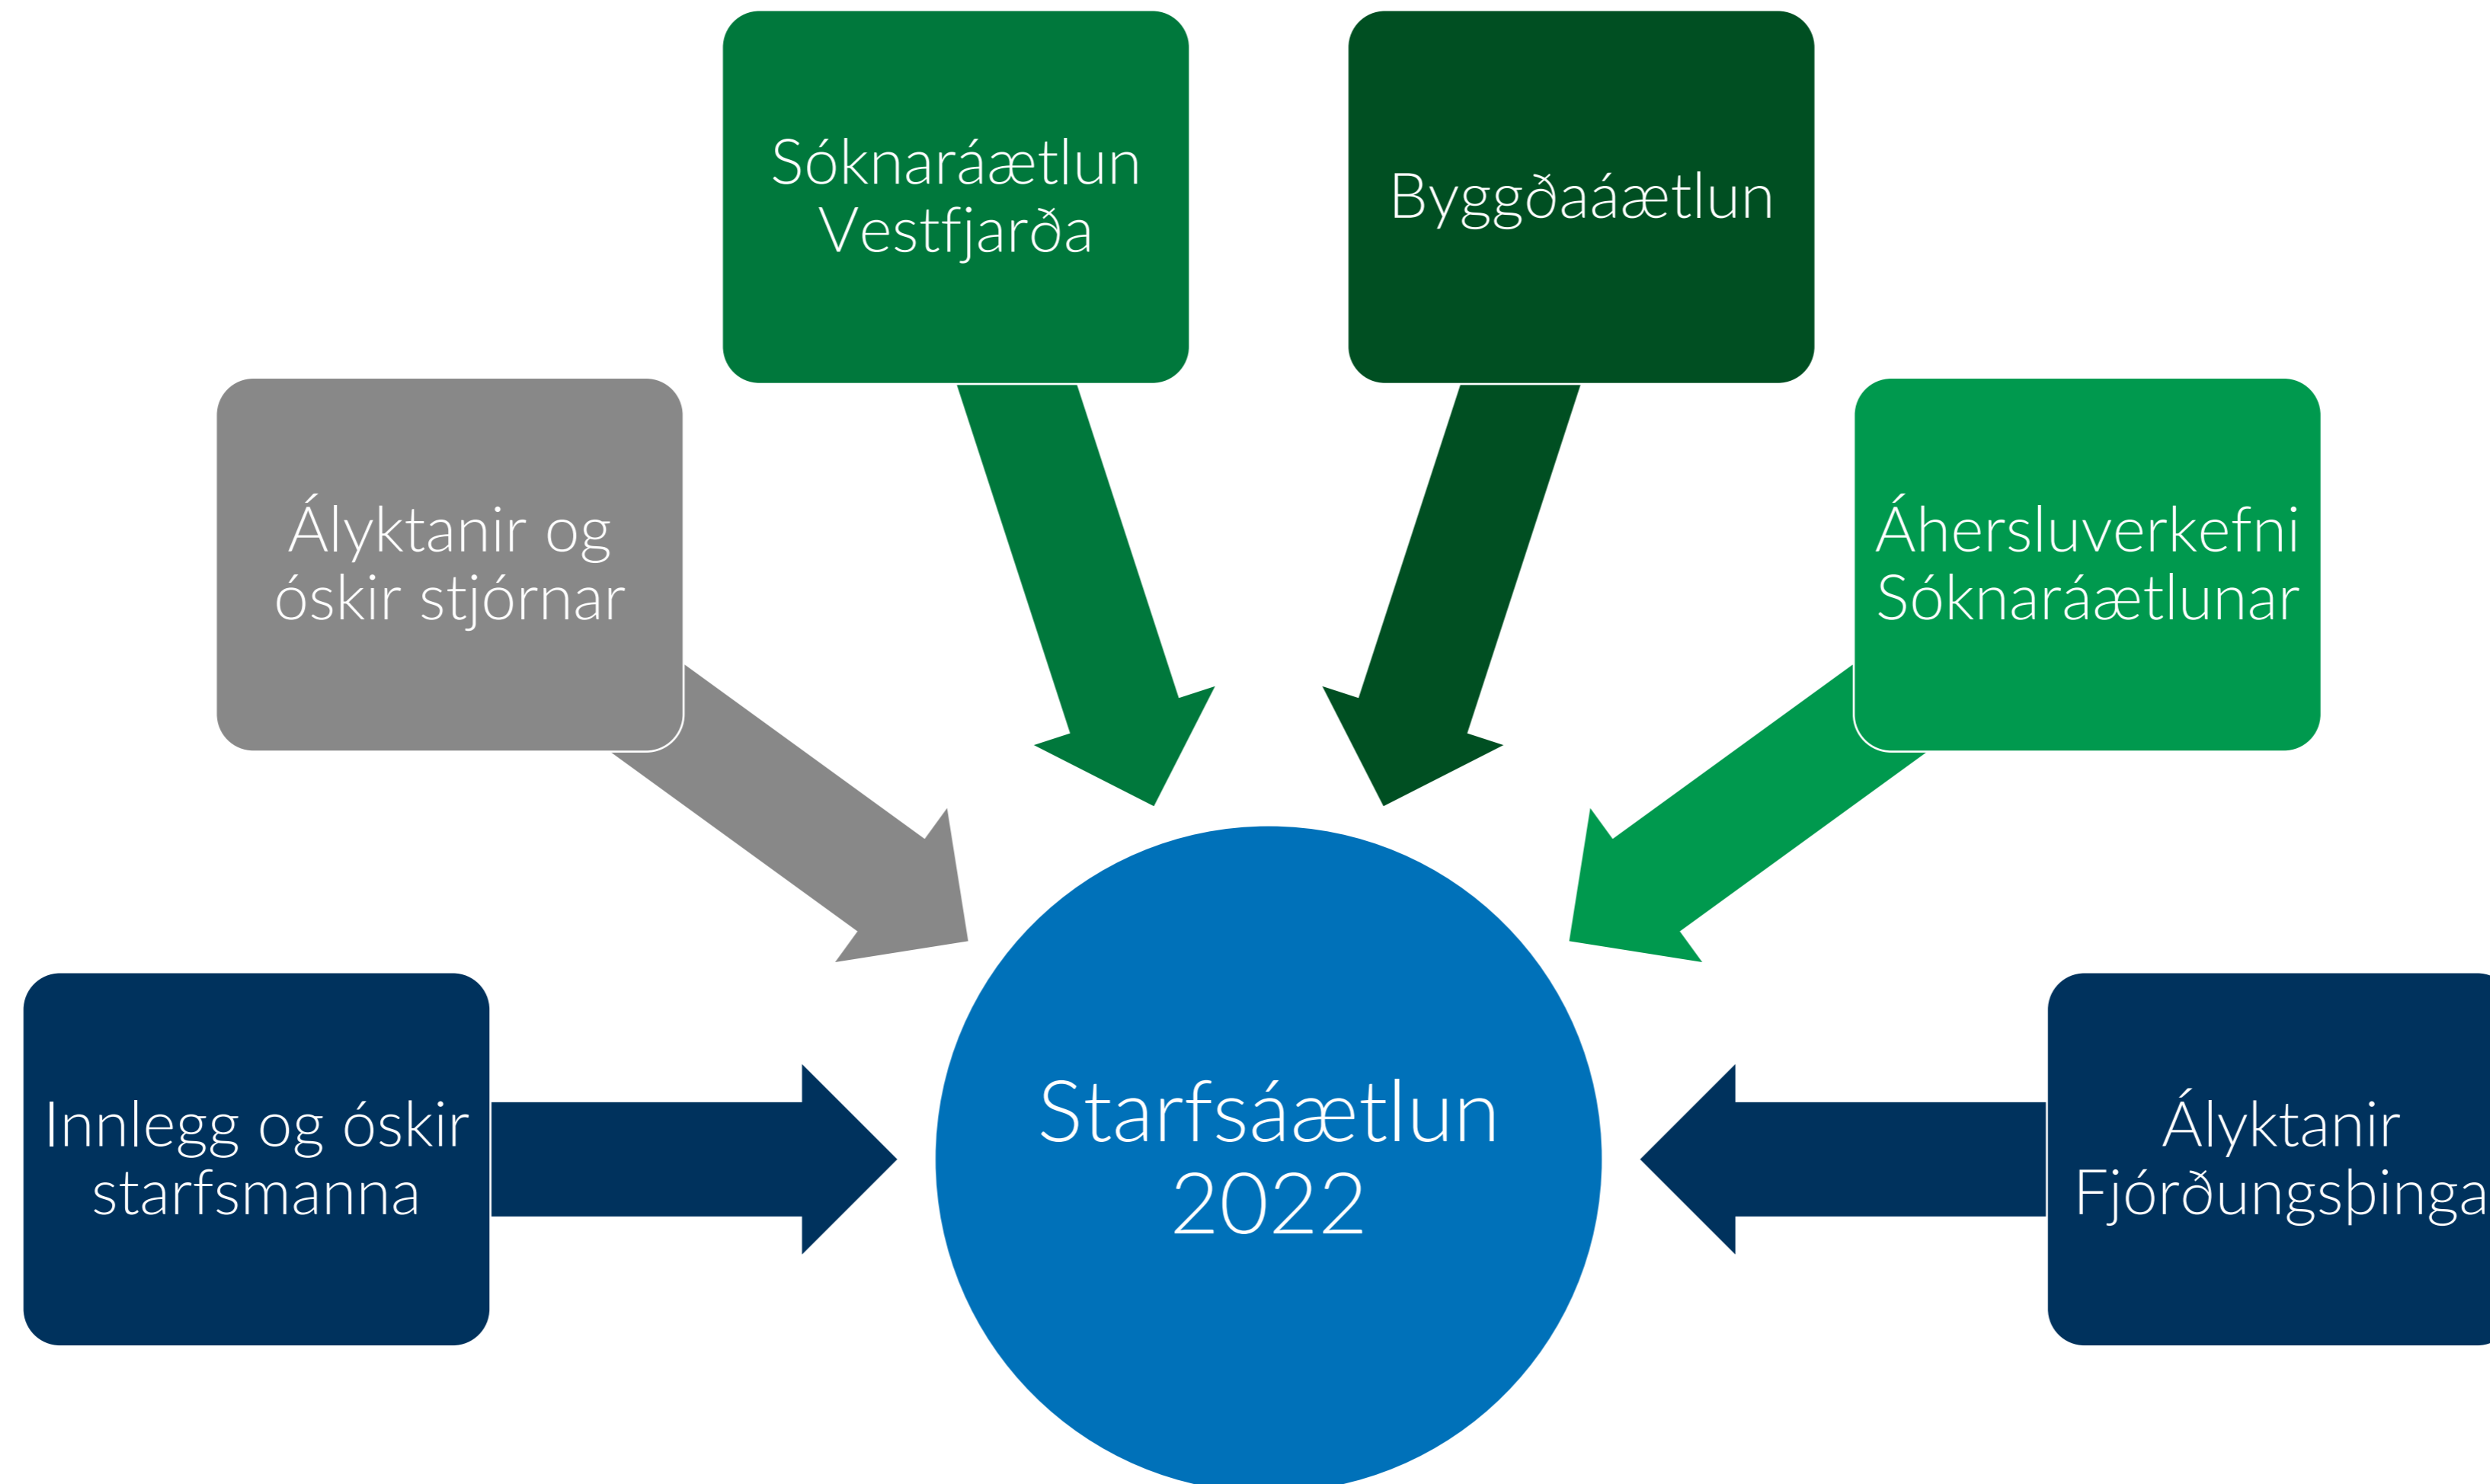 Sóknaráætlun
Vestfjarða
Byggðaáætlun
Ályktanir og
óskir stjórnar
Áhersluverkefni
Sóknaráætlunar
Innlegg og óskir
starfsmanna
Starfsáætlun
2022
Ályktanir
Fjórðungsþinga